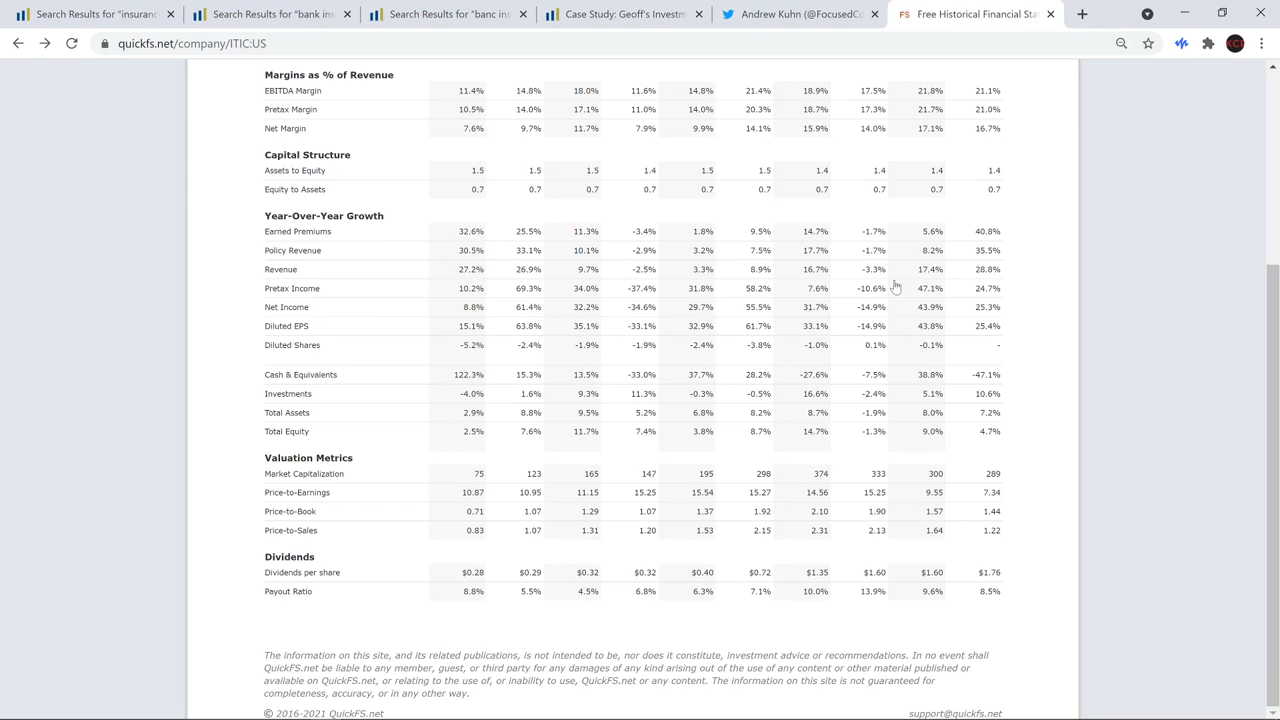 Search Results for "insuranc
Search Results for "bank ins
Search Results for "banc ins
Case Study: Geoff's Investm
Andrew Kuhn (@FocusedCo
FS Free Historical Financial Sta
quickfs.net/company/ITIC:US
Margins as % of Revenue
EBITDA Margin 11.4% 14.8% 18.0% 11.6% 14.8% 21.4% 18.9% 17.5% 21.8% 21.1%
Pretax Margin 10.5% 14.0% 17.1% 11.0% 14.0% 20.3% 18.7% 17.3% 21.7% 21.0%
Net Margin 7.6% 9.7% 11.7% 7.9% 9.9% 14.1% 15.9% 14.0% 17.1% 16.7%
Capital Structure
Assets to Equity 1.5 1.5 1.5 1.4 1.5 1.5 1.4 1.4 1.4 1.4
Equity to Assets 0.7 0.7 0.7 0.7 0.7 0.7 0.7 0.7 0.7 0.7
Year-Over-Year Growth
Earned Premiums 32.6% 25.5% 11.3% -3.4% 1.8% 9.5% 14.7% -1.7% 5.6% 40.8%
Policy Revenue 30.5% 33.1% 10.1% -2.9% 3.2% 7.5% 17.7% -1.7% 8.2% 35.5%
Revenue 27.2% 26.9% 9.7% -2.5% 3.3% 8.9% 16.7% -3.3% 17.4% 28.8%
Pretax Income 10.2% 69.3% 34.0% -37.4% 31.8% 58.2% 7.6% -10.6% 47.1% 24.7%
Net Income 8.8% 61.4% 32.2% -34.6% 29.7% 55.5% 31.7% -14.9% 43.9% 25.3%
Diluted EPS 15.1% 63.8% 35.1% -33.1% 32.9% 61.7% 33.1% -14.9% 43.8% 25.4%
Diluted Shares -5.2% -2.4% -1.9% -1.9% -2.4% -3.8% -1.0% 0.1% -0.1% -
Cash & Equivalents 122.3% 15.3% 13.5% -33.0% 37.7% 28.2% -27.6% -7.5% 38.8% -47.1%
Investments -4.0% 1.6% 9.3% 11.3% -0.3% -0.5% 16.6% -2.4% 5.1% 10.6%
Total Assets 2.9% 8.8% 9.5% 5.2% 6.8% 8.2% 8.7% -1.9% 8.0% 7.2%
Total Equity 2.5% 7.6% 11.7% 7.4% 3.8% 8.7% 14.7% -1.3% 9.0% 4.7%
Valuation Metrics
Market Capitalization 75 123 165 147 195 298 374 333 300 289
Price-to-Earnings 10.87 10.95 11.15 15.25 15.54 15.27 14.56 15.25 9.55 7.34
Price-to-Book 0.71 1.07 1.29 1.07 1.37 1.92 2.10 1.90 1.57 1.44
Price-to-Sales 0.83 1.07 1.31 1.20 1.53 2.15 2.31 2.13 1.64 1.22
Dividends
Dividends per share $0.28 $0.29 $0.32 $0.32 $0.40 $0.72 $1.35 $1.60 $1.60 $1.76
Payout Ratio 8.8% 5.5% 4.5% 6.8% 6.3% 7.1% 10.0% 13.9% 9.6% 8.5%
The information on this site, and its related publications, is not intended to be, nor does it constitute, investment advice or recommendations. In no event shall
QuickFS.net be liable to any member, guest, or third party for any damages of any kind arising out of the use of any content or other material published or
available on QuickFS.net, or relating to the use of, or inability to use, QuickFS.net or any content. The information on this site is not guaranteed for
completeness, accuracy, or in any other way.
© 2016-2021 QuickFS.net support@quickfs.net